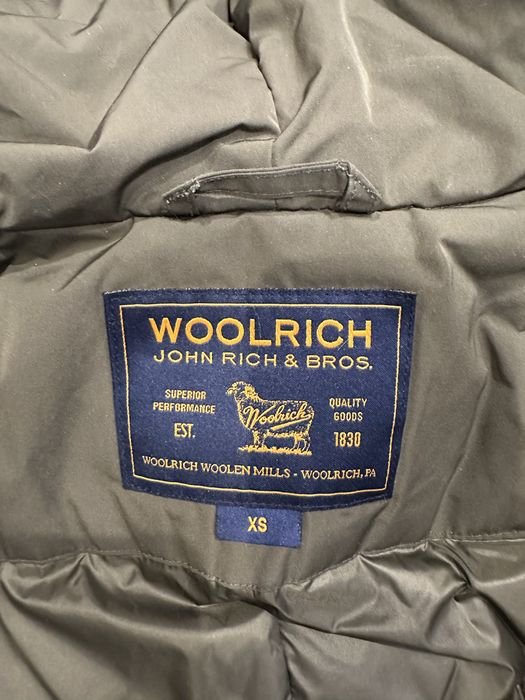 WOOLRICH
JOHN RICH & BROS.
SUPERIOR
PERFORMANCE
EST.
Woolrich
QUALITY
GOODS
1830
WOOLRICH WOOLEN MILLS - WOOLRICH, PA
XS